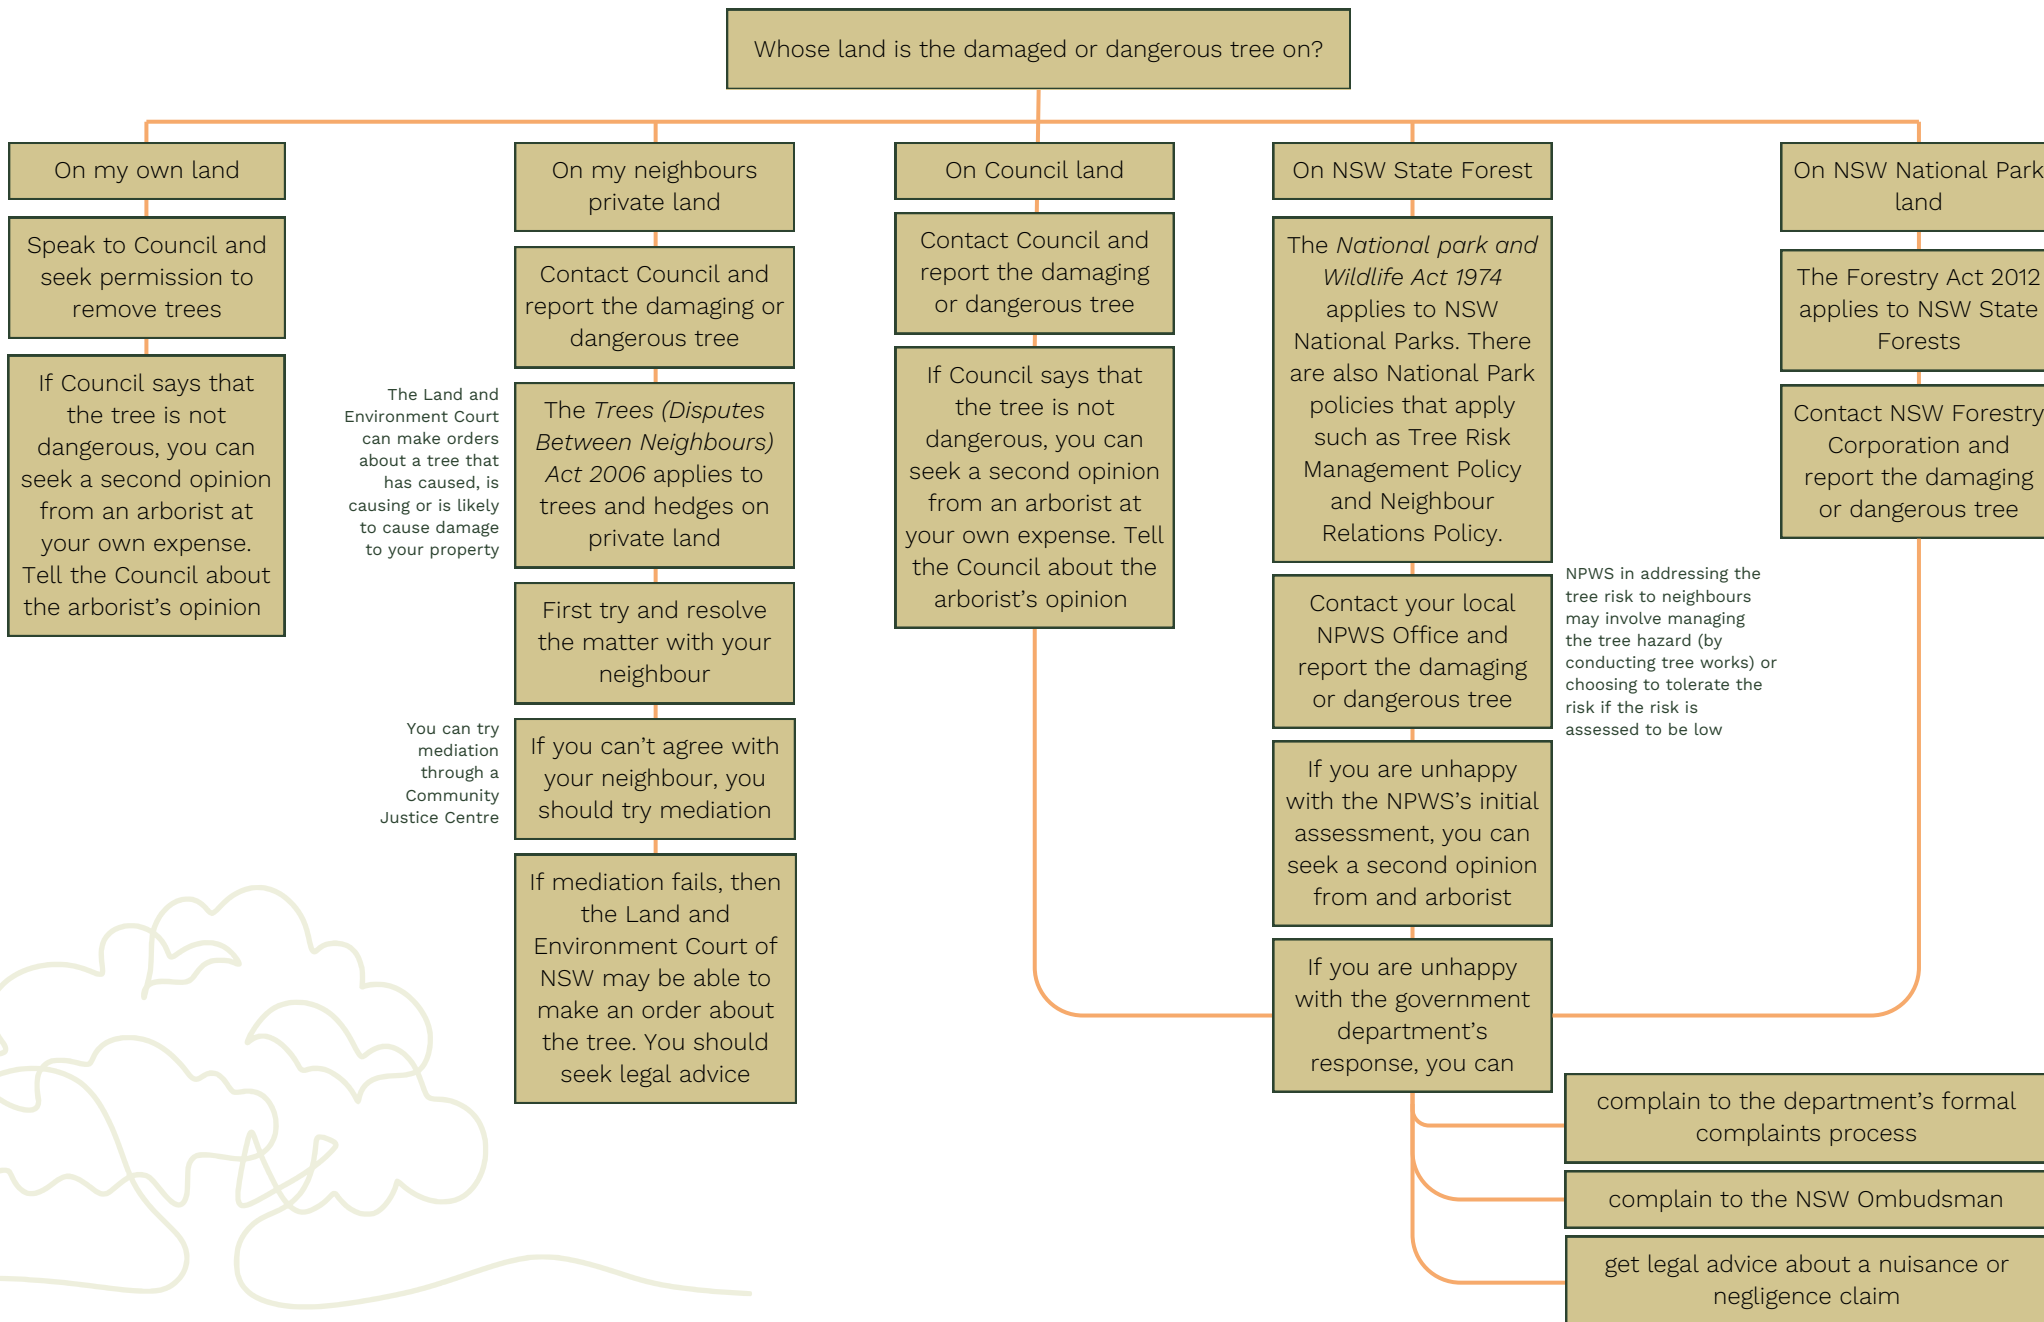 Whose land is the damaged or dangerous tree on?
On my own land
Speak to Council and
seek permission to
remove trees
If Council says that
the tree is not
dangerous, you can
seek a second opinion
from an arborist at
your own expense.
Tell the Council about
the arborist's opinion
On my neighbours
private land
Contact Council and
report the damaging or
dangerous tree
The Land and
Environment Court
can make orders
about a tree that
has caused, is
causing or is likely
to cause damage
to your property
The Trees (Disputes
Between Neighbours)
Act 2006 applies to
trees and hedges on
private land
First try and resolve
the matter with your
neighbour
You can try
mediation
through a
Community
Justice Centre
If you can't agree with
your neighbour, you
should try mediation
If mediation fails, then
the Land and
Environment Court of
NSW may be able to
make an order about
the tree. You should
seek legal advice
On Council land
Contact Council and
report the damaging
or dangerous tree
If Council says that
the tree is not
dangerous, you can
seek a second opinion
from an arborist at
your own expense. Tell
the Council about the
arborist's opinion
On NSW State Forest
The National park and
Wildlife Act 1974
applies to NSW
National Parks. There
are also National Park
policies that apply
such as Tree Risk
Management Policy
and Neighbour
Relations Policy.
Contact your local
NPWS Office and
report the damaging
or dangerous tree
NPWS in addressing the
tree risk to neighbours
may involve managing
the tree hazard (by
conducting tree works) or
choosing to tolerate the
risk if the risk is
assessed to be low
If you are unhappy
with the NPWS's initial
assessment, you can
seek a second opinion
from and arborist
On NSW National Park
land
The Forestry Act 2012
applies to NSW State
Forests
Contact NSW Forestry
Corporation and
report the damaging
or dangerous tree
If you are unhappy
with the government
department's
response, you can
complain to the department's formal
complaints process
complain to the NSW Ombudsman
get legal advice about a nuisance or
negligence claim